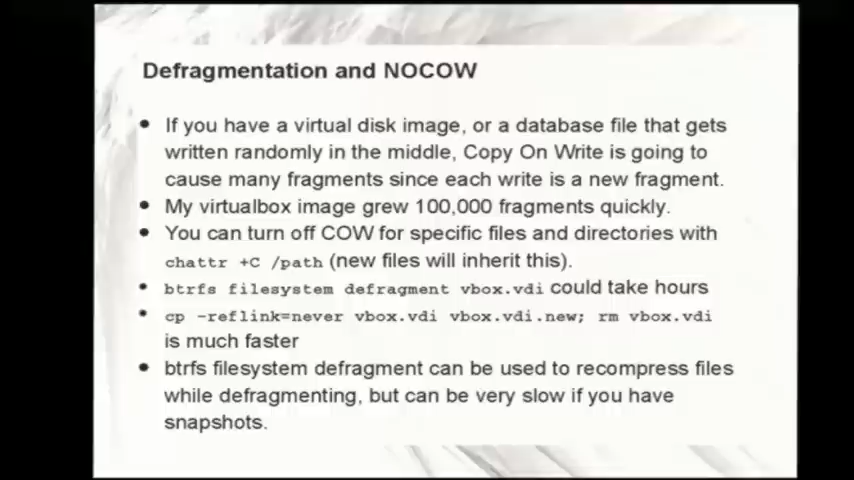 Defragmentation and NOCOW
• If you have a virtual disk image, or a database file that gets
written randomly in the middle, Copy On Write is going to
cause many fragments since each write is a new fragment.
• My virtualbox image grew 100,000 fragments quickly.
• You can turn off COW for specific files and directories with
chattr +C /path (new files will inherit this).
• btrfs filesystem defragment vbox.vdi could take hours
• cp -reflink=never vbox.vdi vbox.vdi.new; rm vbox.vdi
is much faster
• btrfs filesystem defragment can be used to recompress files
while defragmenting, but can be very slow if you have
snapshots.